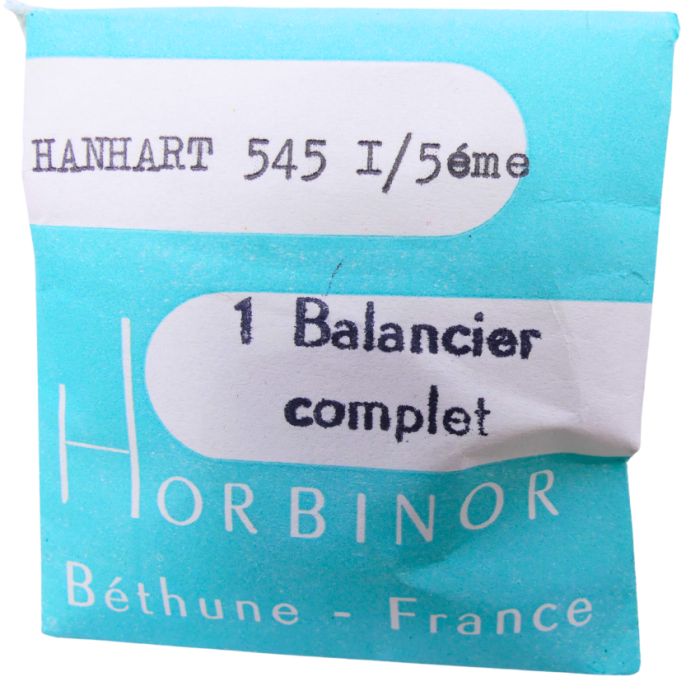 HANHART 545 I/5éme
1 Balancier
complet
HORBINOR
Béthune - France